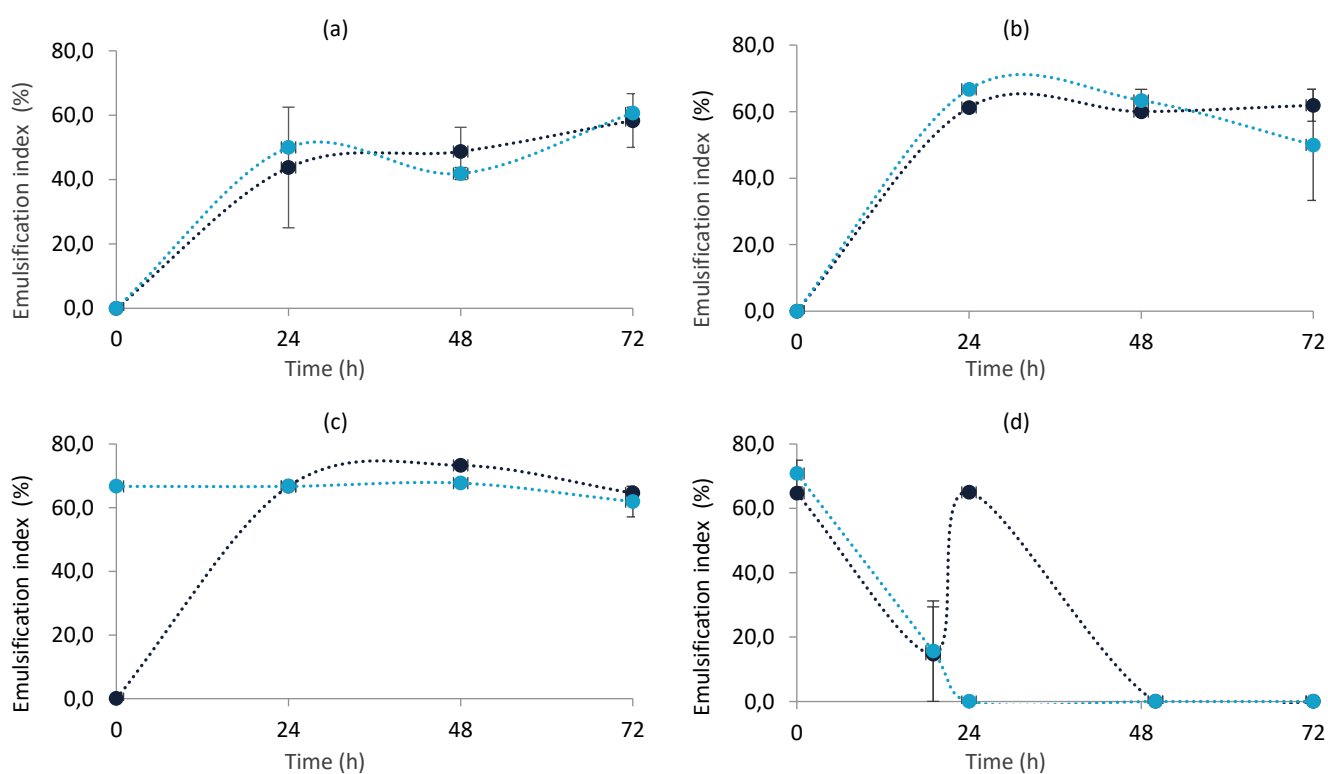 (a)
80,0
60,0
40,0
20,0
0,0
Emulsification index (%)
0 24 48 72
Time (h)
(b)
80,0
60,0
40,0
20,0
0,0
Emulsification index (%)
0 24 48 72
Time (h)
(c)
80,0
60,0
40,0
20,0
0,0
Emulsification index (%)
0 24 48 72
Time (h)
(d)
80,0
60,0
40,0
20,0
0,0
Emulsification index (%)
0 24 48 72
Time (h)